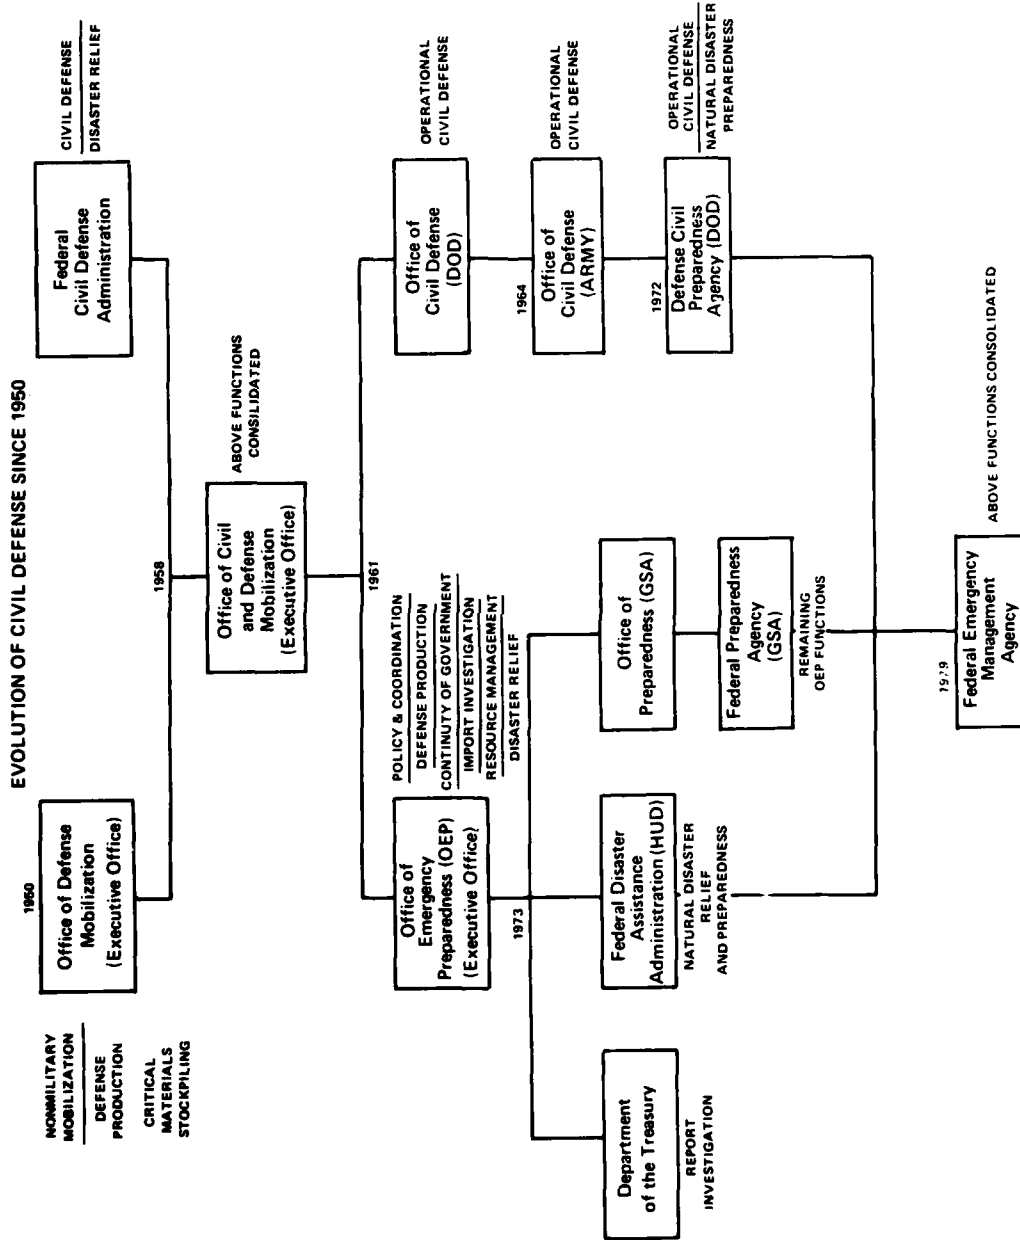 EVOLUTION OF CIVIL DEFENSE SINCE 1950
1950
NONMILITARY
MOBILIZATION
DEFENSE
PRODUCTION
CRITICAL
MATERIALS
STOCKPILING
Office of Defense
Mobilization
(Executive Office)
Federal
Civil Defense
Administration
CIVIL DEFENSE
DISASTER RELIEF
1958
Office of Civil
and Defense
Mobilization
(Executive Office)
ABOVE FUNCTIONS
CONSILIDATED
1961
Office of
Emergency
Preparedness (OEP)
(Executive Office)
POLICY & COORDINATION
DEFENSE PRODUCTION
CONTINUITY OF GOVERNMENT
IMPORT INVESTIGATION
RESOURCE MANAGEMENT
DISASTER RELIEF
Office of
Civil Defense
(DOD)
OPERATIONAL
CIVIL DEFENSE
1964
Office of
Civil Defense
(ARMY)
OPERATIONAL
CIVIL DEFENSE
1972
Defense Civil
Preparedness
Agency (DOD)
OPERATIONAL
CIVIL DEFENSE
NATURAL DISASTER
PREPAREDNESS
1973
Department
of the Treasury
REPORT
INVESTIGATION
Federal Disaster
Assistance
Administration (HUD)
NATURAL DISASTER
RELIEF
AND PREPAREDNESS
Office of
Preparedness (GSA)
Federal Preparedness
Agency
(GSA)
REMAINING
OEP FUNCTIONS
1979
Federal Emergency
Management
Agency
ABOVE FUNCTIONS CONSOLIDATED